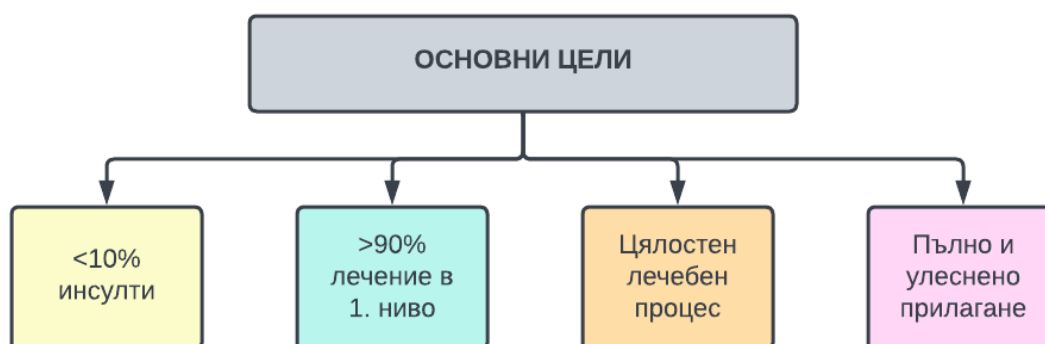 ОСНОВНИ ЦЕЛИ
<10%
инсулти
>90%
лечение в
1. ниво
Цялостен
лечебен
процес
Пълно и
улеснено
прилагане